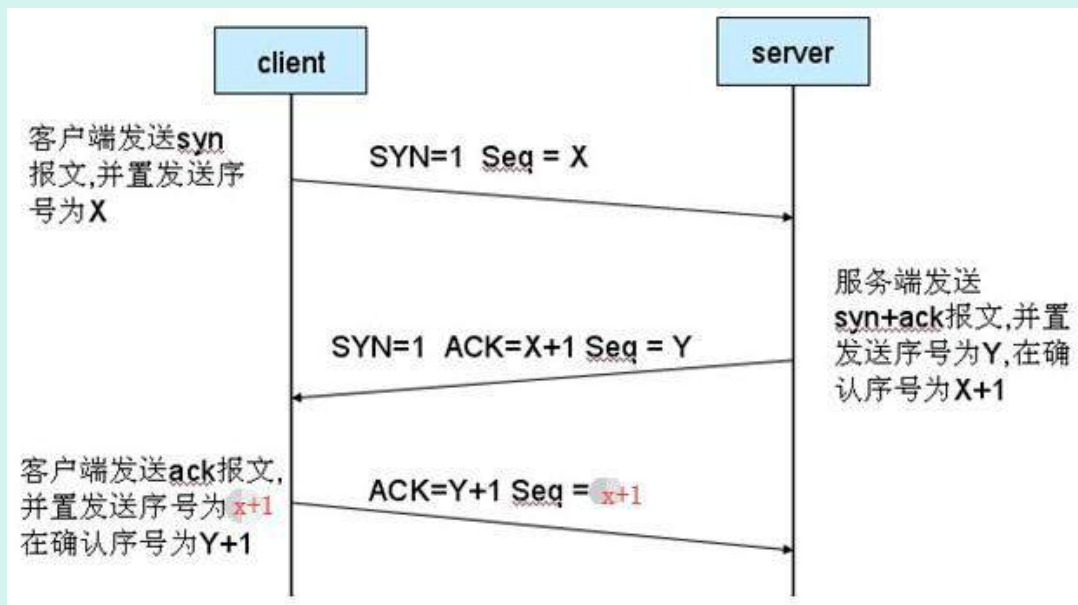 client
server
客户端发送syn
报文,并置发送序
号为X
SYN=1 Seq = X
服务端发送
syn+ack报文,并置
发送序号为Y,在确
认序号为X+1
SYN=1 ACK=X+1 Seq = Y
客户端发送ack报文,
并置发送序号为x+1
在确认序号为Y+1
ACK=Y+1 Seq = x+1